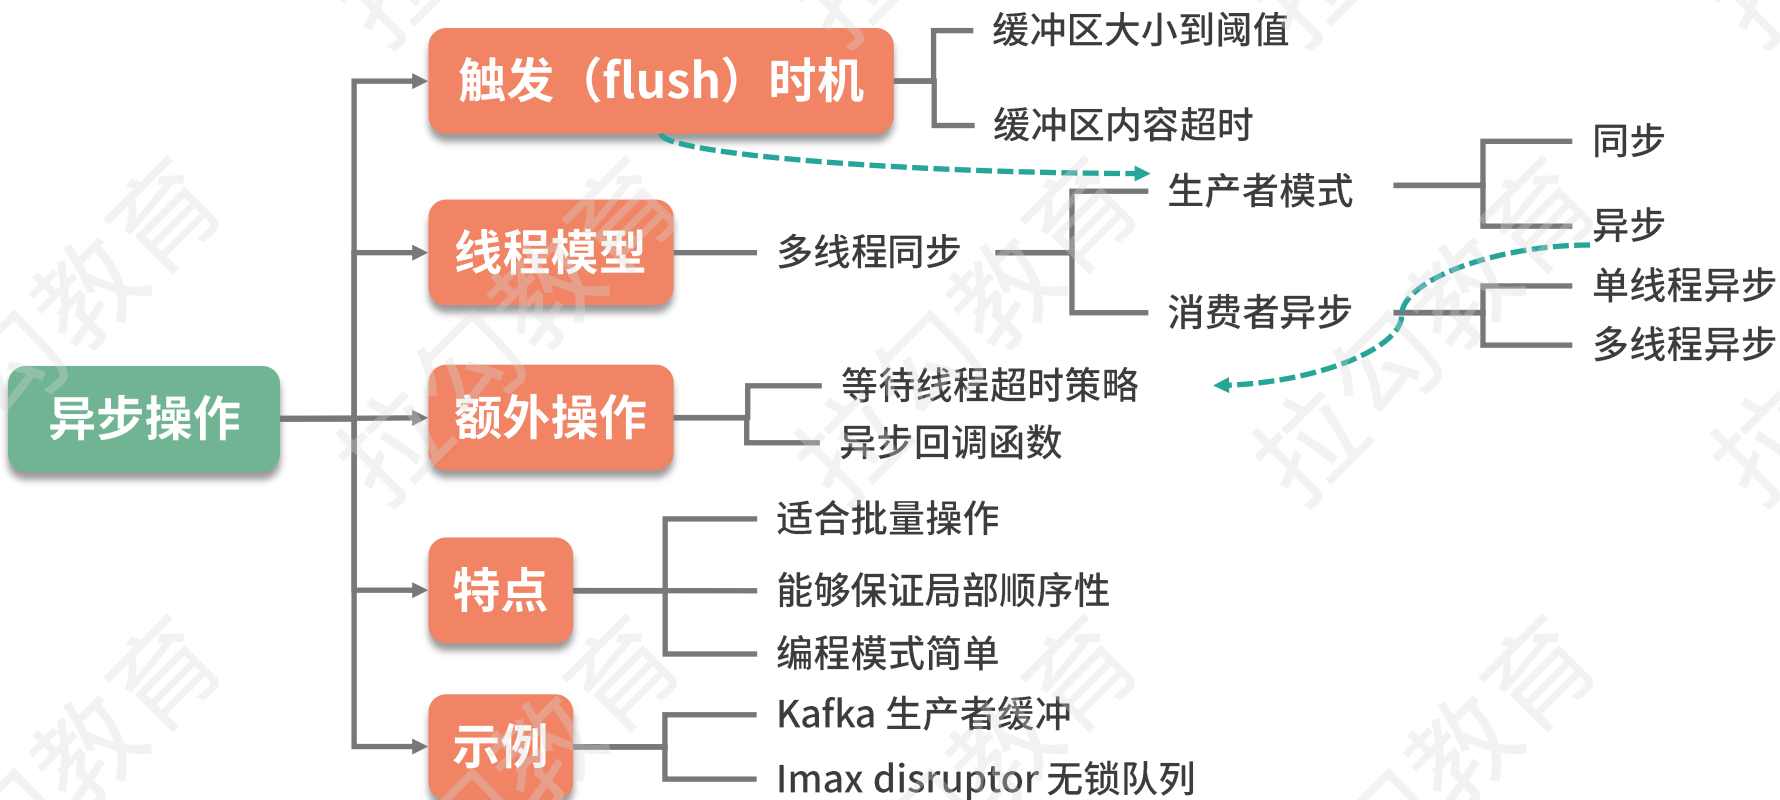 异步操作
触发（flush）时机
缓冲区大小到阈值
缓冲区内容超时
线程模型
多线程同步
生产者模式
同步
异步
消费者异步
单线程异步
多线程异步
额外操作
等待线程超时策略
异步回调函数
特点
适合批量操作
能够保证局部顺序性
编程模式简单
示例
Kafka 生产者缓冲
Imax disruptor 无锁队列
拉勾教育